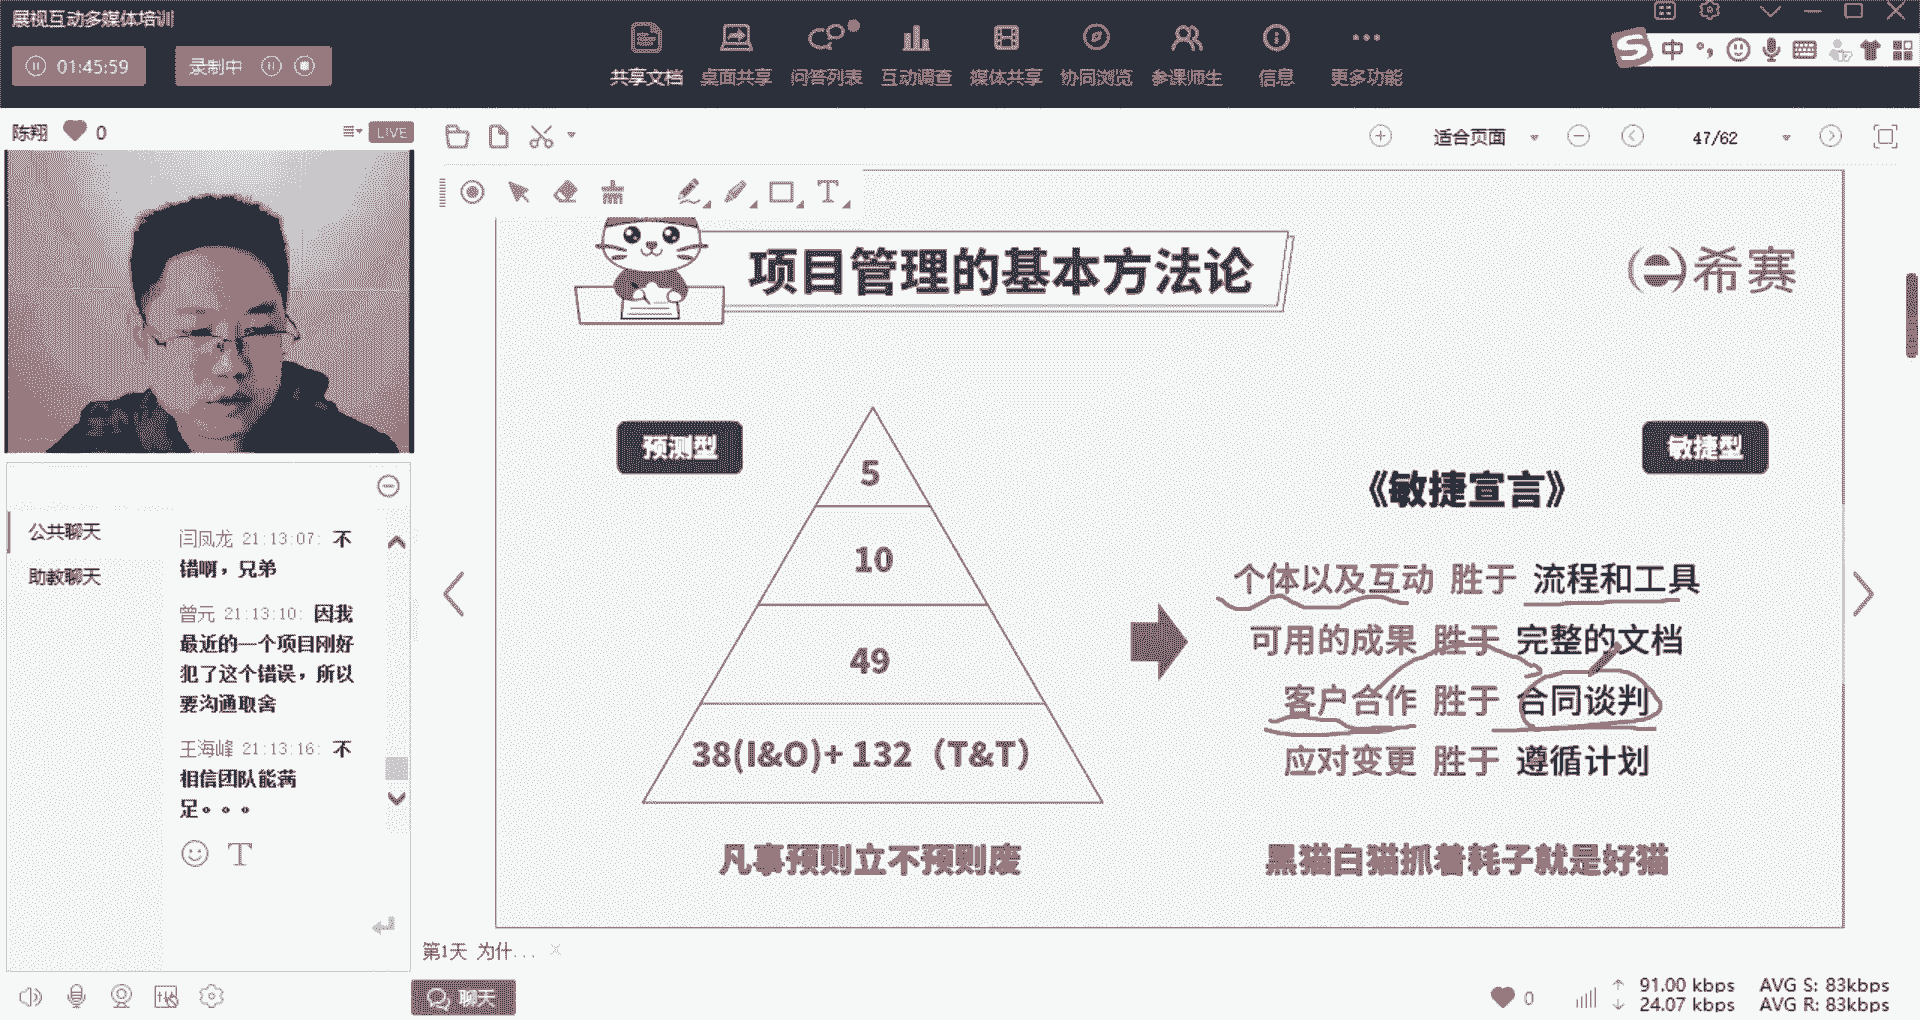 展视互动多媒体培训
01:45:59
录制中
共享文档 桌面共享 问答列表 互动调查 媒体共享 协同浏览 参课师生 信息 更多功能
中
陈翔 0
LIVE
适合页面
47/62
项目管理的基本方法论
希赛
预测型
5
10
49
38(I&O)+ 132（T&T）
凡事预则立不预则废
敏捷型
《敏捷宣言》
个体以及互动 胜于 流程和工具
可用的成果 胜于 完整的文档
客户合作 胜于 合同谈判
应对变更 胜于 遵循计划
黑猫白猫抓着耗子就是好猫
公共聊天
助教聊天
闫凤龙 21:13:07: 不
错啊，兄弟
曾元 21:13:10: 因我
最近的一个项目刚好
犯了这个错误，所以
要沟通取舍
王海峰 21:13:16: 不
相信团队能满
足。。。
第1天 为什...
聊天
0
91.00 kbps AVG S: 83kbps
24.07 kbps AVG R: 83kbps